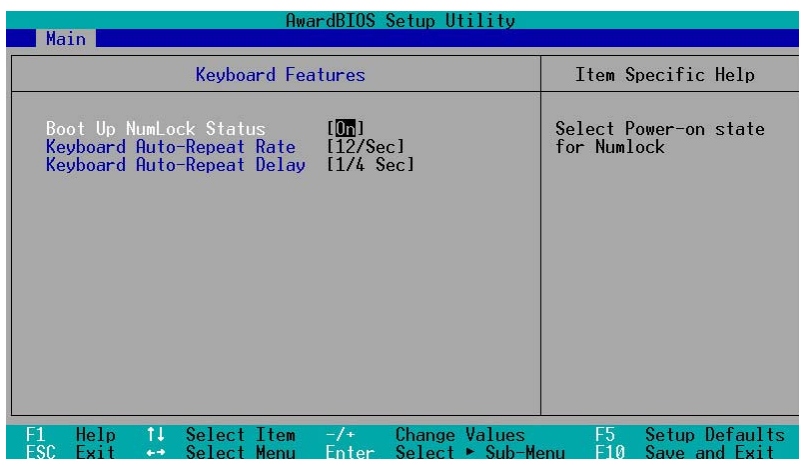 AwardBIOS Setup Utility
Main
Keyboard Features
Item Specific Help
Boot Up NumLock Status [On]
Keyboard Auto-Repeat Rate [12/Sec]
Keyboard Auto-Repeat Delay [1/4 Sec]
Select Power-on state
for Numlock
F1 Help ↑↓ Select Item -/+ Change Values F5 Setup Defaults
ESC Exit ←→ Select Menu Enter Select ► Sub-Menu F10 Save and Exit